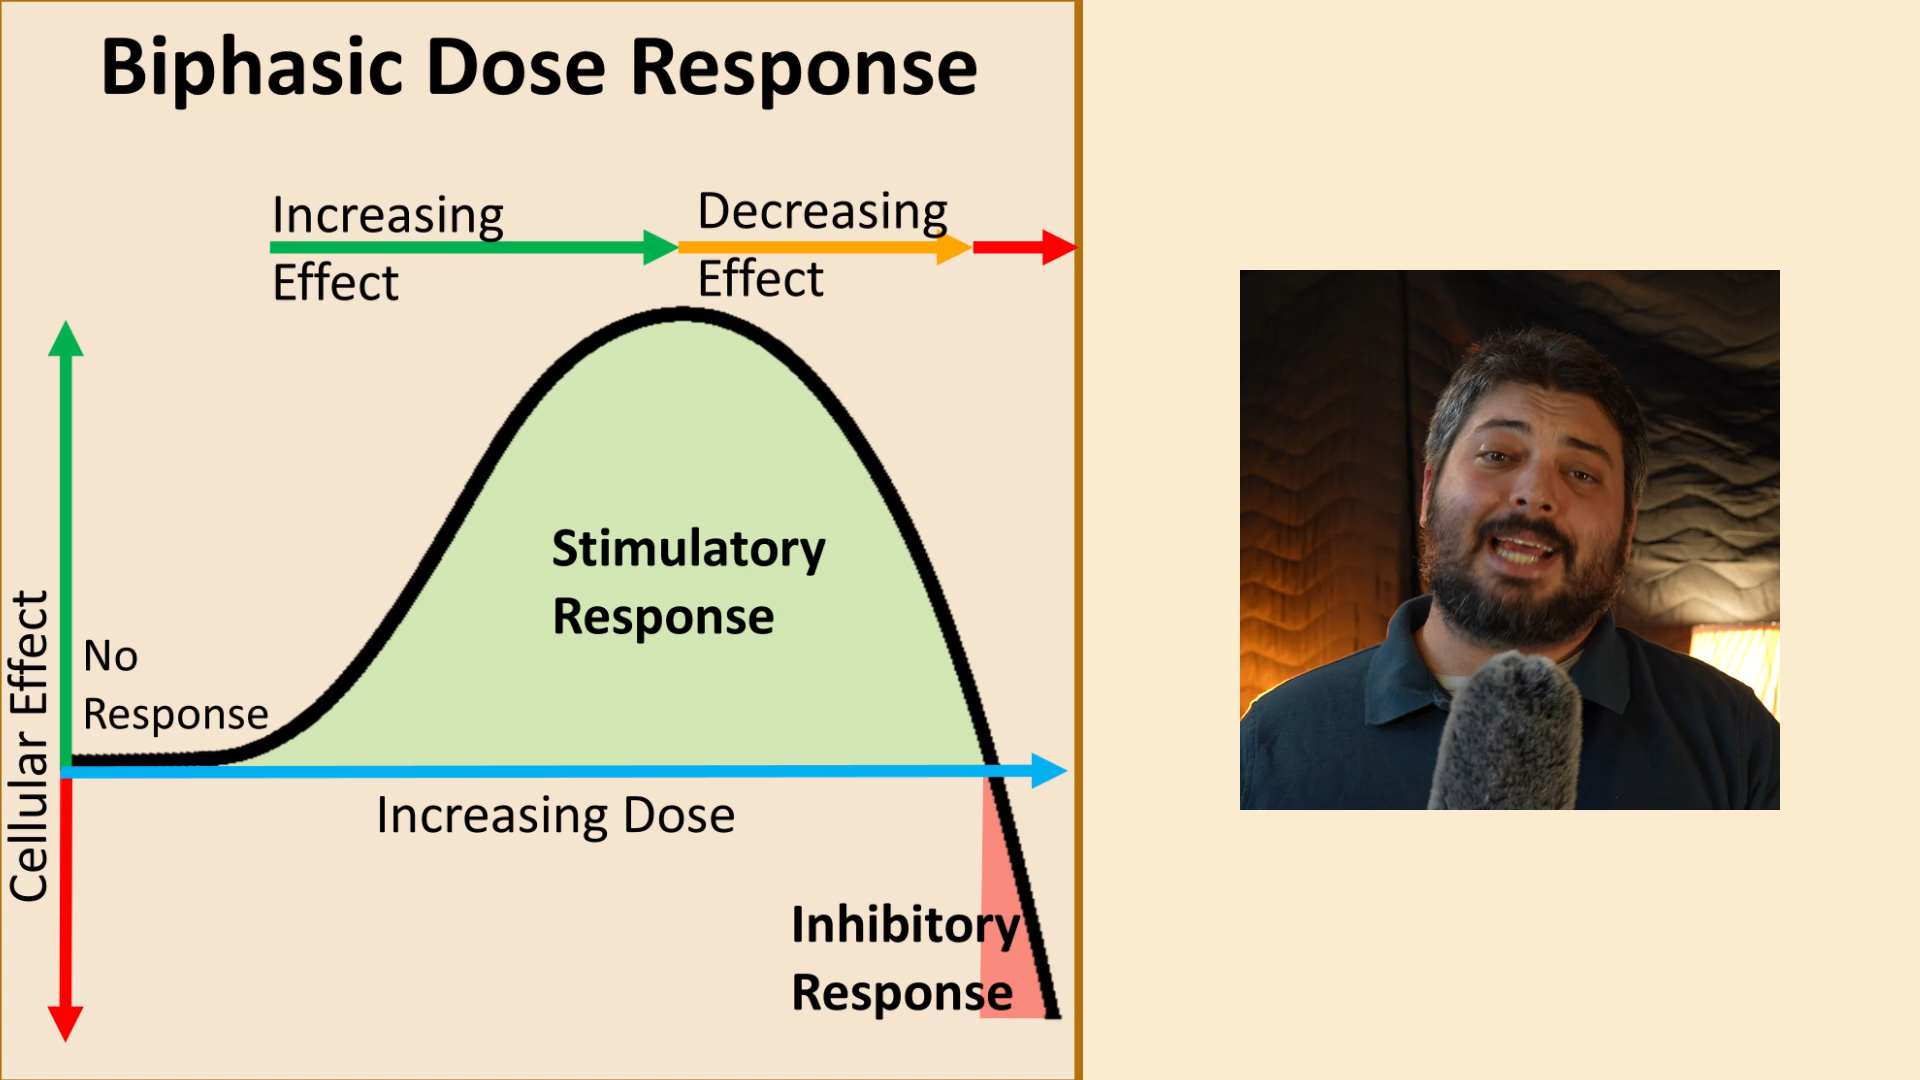 Biphasic Dose Response
Increasing
Effect
Decreasing
Effect
Stimulatory
Response
No
Response
Cellular Effect
Increasing Dose
Inhibitory
Response